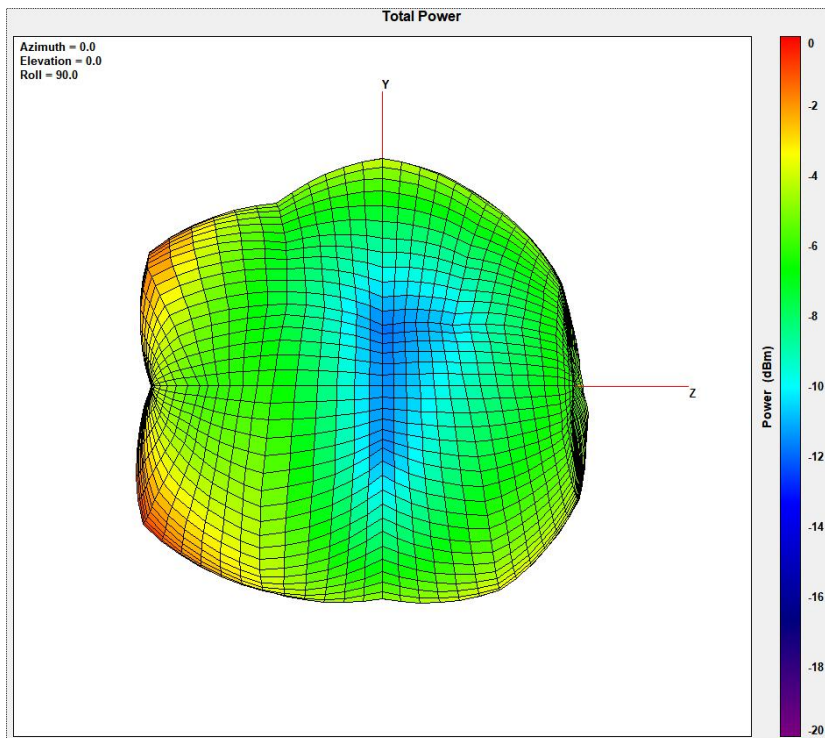 Total Power
Azimuth = 0.0
Elevation = 0.0
Roll = 90.0
Y
Z
Power (dBm)
0
-2
-4
-6
-8
-10
-12
-14
-16
-18
-20